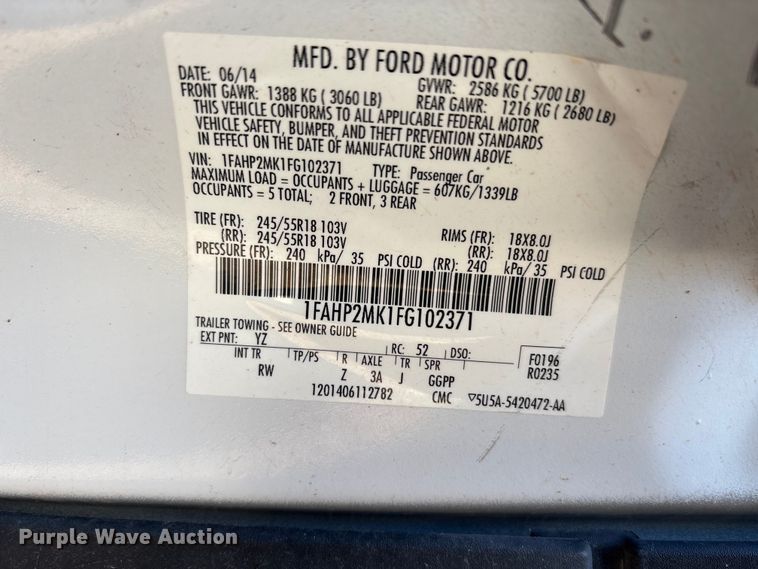 MFD. BY FORD MOTOR CO.
DATE: 06/14 GVWR: 2586 KG ( 5700 LB)
FRONT GAWR: 1388 KG ( 3060 LB) REAR GAWR: 1216 KG ( 2680 LB)
THIS VEHICLE CONFORMS TO ALL APPLICABLE FEDERAL MOTOR
VEHICLE SAFETY, BUMPER, AND THEFT PREVENTION STANDARDS
IN EFFECT ON THE DATE OF MANUFACTURE SHOWN ABOVE.
VIN: 1FAHP2MK1FG102371 TYPE: Passenger Car
MAXIMUM LOAD = OCCUPANTS + LUGGAGE = 607KG/1339LB
OCCUPANTS = 5 TOTAL; 2 FRONT, 3 REAR
TIRE (FR): 245/55R18 103V RIMS (FR): 18X8.0J
(RR): 245/55R18 103V (RR): 18X8.0J
PRESSURE (FR): 240 kPa/ 35 PSI COLD (RR): 240 kPa/ 35 PSI COLD
1FAHP2MK1FG102371
TRAILER TOWING - SEE OWNER GUIDE
EXT PNT: YZ RC: 52 DSO: F0196
INT TR TP/PS R AXLE TR SPR R0235
RW Z 3A J GGPP
1201406112782 CMC ▽5U5A-5420472-AA
Purple Wave Auction